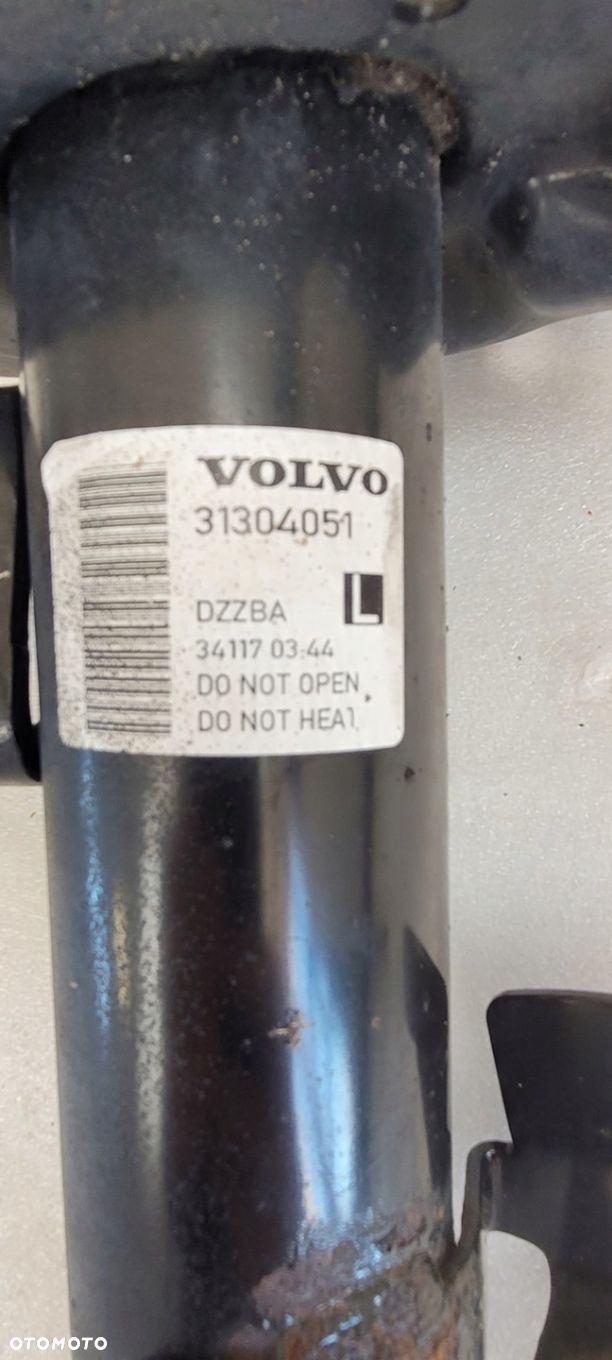 VOLVO
31304051
DZZBA L
34117 03:44
DO NOT OPEN,
DO NOT HEAT
OTOMOTO